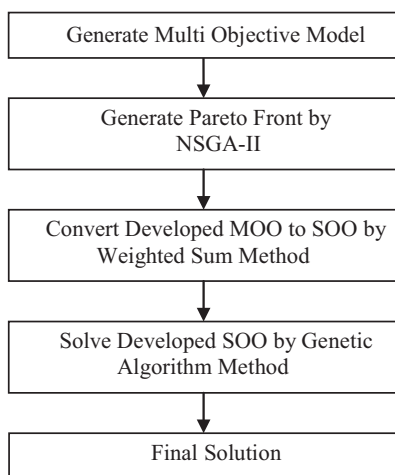 Generate Multi Objective Model
Generate Pareto Front by
NSGA-II
Convert Developed MOO to SOO by
Weighted Sum Method
Solve Developed SOO by Genetic
Algorithm Method
Final Solution